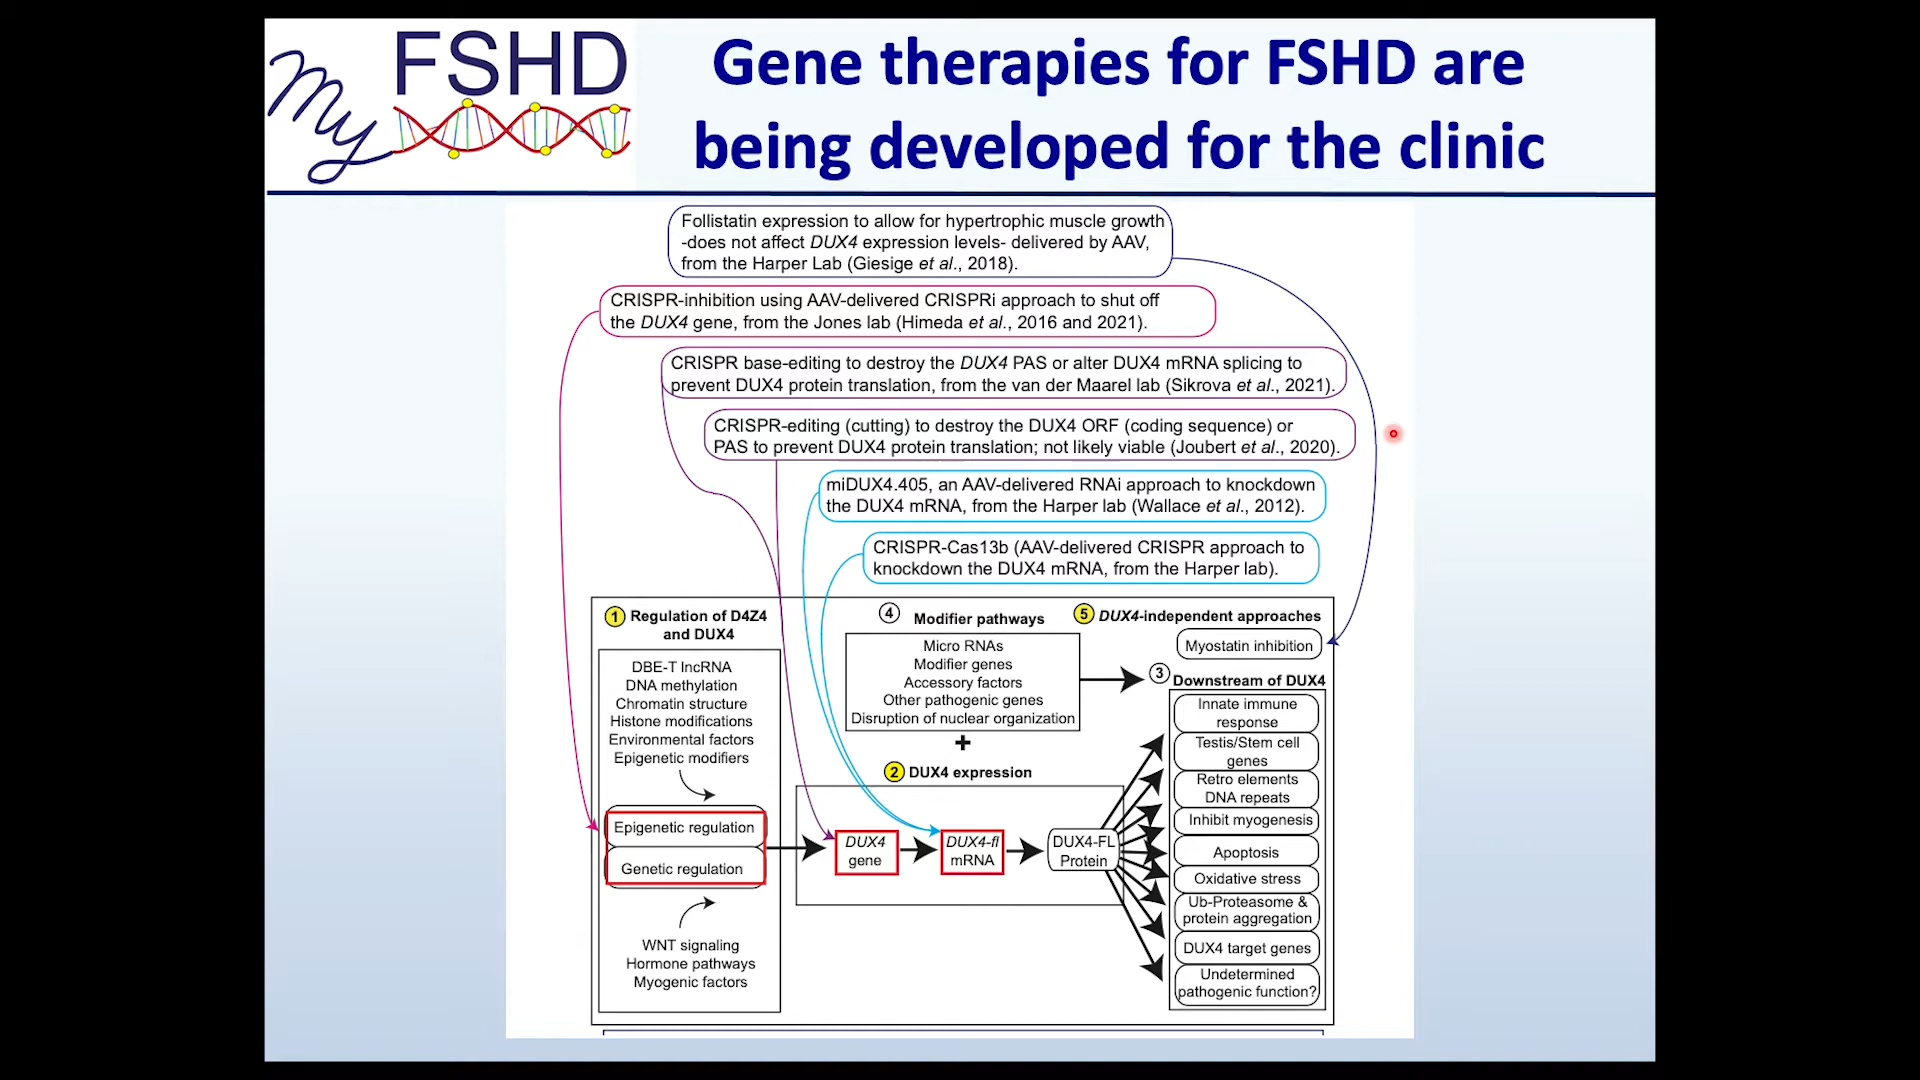 My FSHD
Gene therapies for FSHD are
being developed for the clinic
Follistatin expression to allow for hypertrophic muscle growth
-does not affect DUX4 expression levels- delivered by AAV,
from the Harper Lab (Giesige et al., 2018).
CRISPR-inhibition using AAV-delivered CRISPRi approach to shut off
the DUX4 gene, from the Jones lab (Himeda et al., 2016 and 2021).
CRISPR base-editing to destroy the DUX4 PAS or alter DUX4 mRNA splicing to
prevent DUX4 protein translation, from the van der Maarel lab (Sikrova et al., 2021).
CRISPR-editing (cutting) to destroy the DUX4 ORF (coding sequence) or
PAS to prevent DUX4 protein translation; not likely viable (Joubert et al., 2020).
miDUX4.405, an AAV-delivered RNAi approach to knockdown
the DUX4 mRNA, from the Harper lab (Wallace et al., 2012).
CRISPR-Cas13b (AAV-delivered CRISPR approach to
knockdown the DUX4 mRNA, from the Harper lab).
1 Regulation of D4Z4
and DUX4
DBE-T lncRNA
DNA methylation
Chromatin structure
Histone modifications
Environmental factors
Epigenetic modifiers
Epigenetic regulation
Genetic regulation
WNT signaling
Hormone pathways
Myogenic factors
4 Modifier pathways
Micro RNAs
Modifier genes
Accessory factors
Other pathogenic genes
Disruption of nuclear organization
+
2 DUX4 expression
DUX4
gene
DUX4-fl
mRNA
DUX4-FL
Protein
5 DUX4-independent approaches
Myostatin inhibition
3 Downstream of DUX4
Innate immune
response
Testis/Stem cell
genes
Retro elements
DNA repeats
Inhibit myogenesis
Apoptosis
Oxidative stress
Ub-Proteasome &
protein aggregation
DUX4 target genes
Undetermined
pathogenic function?